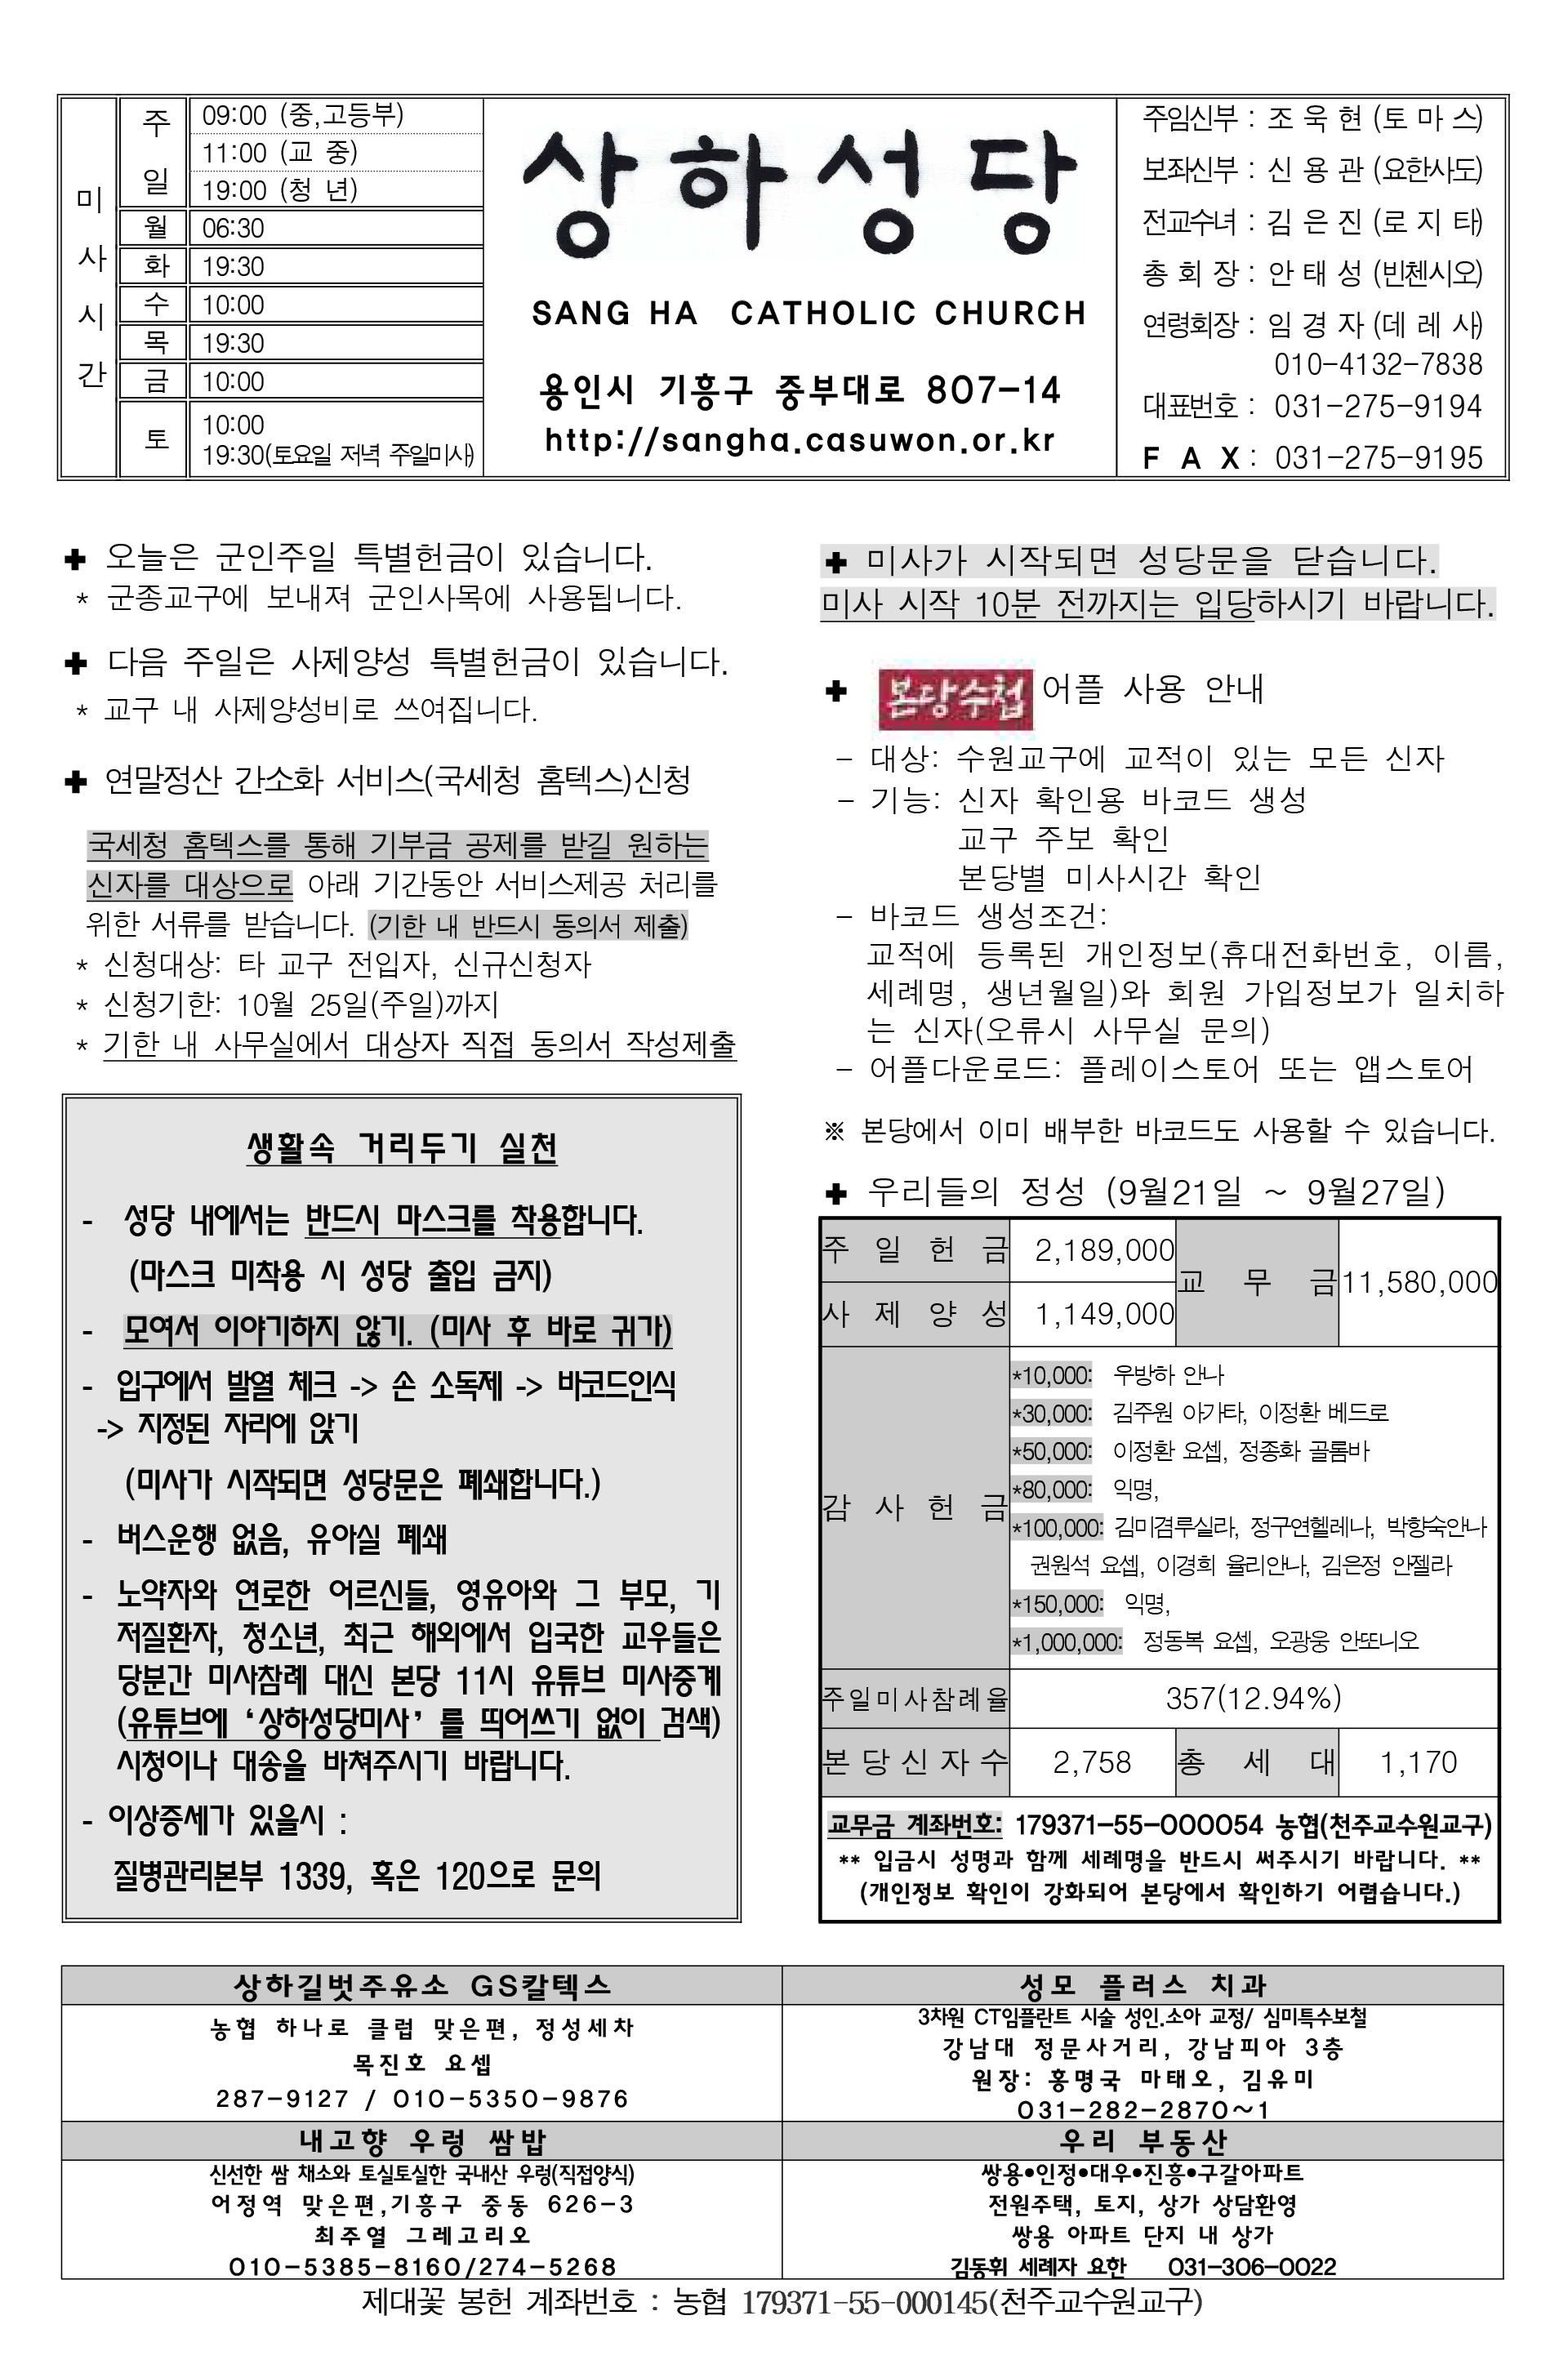 미사시간
주일
09:00 (중,고등부)
11:00 (교 중)
19:00 (청 년)
월 06:30
화 19:30
수 10:00
목 19:30
금 10:00
토
10:00
19:30(토요일 저녁 주일미사)
상하성당
SANG HA CATHOLIC CHURCH
용인시 기흥구 중부대로 807-14
http://sangha.casuwon.or.kr
주임신부 : 조 욱 현 (토 마 스)
보좌신부 : 신 용 관 (요한사도)
전교수녀 : 김 은 진 (로 지 타)
총 회 장 : 안 태 성 (빈첸시오)
연령회장 : 임 경 자 (데 레 사)
010-4132-7838
대표번호 : 031-275-9194
F A X : 031-275-9195
✚ 오늘은 군인주일 특별헌금이 있습니다.
* 군종교구에 보내져 군인사목에 사용됩니다.
✚ 다음 주일은 사제양성 특별헌금이 있습니다.
* 교구 내 사제양성비로 쓰여집니다.
✚ 연말정산 간소화 서비스(국세청 홈텍스)신청
국세청 홈텍스를 통해 기부금 공제를 받길 원하는
신자를 대상으로 아래 기간동안 서비스제공 처리를
위한 서류를 받습니다. (기한 내 반드시 동의서 제출)
* 신청대상: 타 교구 전입자, 신규신청자
* 신청기한: 10월 25일(주일)까지
* 기한 내 사무실에서 대상자 직접 동의서 작성제출
생활속 거리두기 실천
- 성당 내에서는 반드시 마스크를 착용합니다.
(마스크 미착용 시 성당 출입 금지)
- 모여서 이야기하지 않기. (미사 후 바로 귀가)
- 입구에서 발열 체크 -> 손 소독제 -> 바코드인식
-> 지정된 자리에 앉기
(미사가 시작되면 성당문은 폐쇄합니다.)
- 버스운행 없음, 유아실 폐쇄
- 노약자와 연로한 어르신들, 영유아와 그 부모, 기
저질환자, 청소년, 최근 해외에서 입국한 교우들은
당분간 미사참례 대신 본당 11시 유튜브 미사중계
(유튜브에 ‘상하성당미사’ 를 띄어쓰기 없이 검색)
시청이나 대송을 바쳐주시기 바랍니다.
- 이상증세가 있을시 :
질병관리본부 1339, 혹은 120으로 문의
✚ 미사가 시작되면 성당문을 닫습니다.
미사 시작 10분 전까지는 입당하시기 바랍니다.
✚ 본당수첩 어플 사용 안내
- 대상: 수원교구에 교적이 있는 모든 신자
- 기능: 신자 확인용 바코드 생성
교구 주보 확인
본당별 미사시간 확인
- 바코드 생성조건:
교적에 등록된 개인정보(휴대전화번호, 이름,
세례명, 생년월일)와 회원 가입정보가 일치하
는 신자(오류시 사무실 문의)
- 어플다운로드: 플레이스토어 또는 앱스토어
※ 본당에서 이미 배부한 바코드도 사용할 수 있습니다.
✚ 우리들의 정성 (9월21일 ~ 9월27일)
주 일 헌 금 2,189,000 교 무 금 11,580,000
사 제 양 성 1,149,000
감 사 헌 금
*10,000: 우방하 안나
*30,000: 김주원 아가타, 이정환 베드로
*50,000: 이정환 요셉, 정종화 골롬바
*80,000: 익명,
*100,000: 김미겸루실라, 정구연헬레나, 박향숙안나
권원석 요셉, 이경희 율리안나, 김은정 안젤라
*150,000: 익명,
*1,000,000: 정동복 요셉, 오광웅 안또니오
주일미사참례율 357(12.94%)
본당신자수 2,758 총 세 대 1,170
교무금 계좌번호: 179371-55-000054 농협(천주교수원교구)
** 입금시 성명과 함께 세례명을 반드시 써주시기 바랍니다. **
(개인정보 확인이 강화되어 본당에서 확인하기 어렵습니다.)
상하길벗주유소 GS칼텍스
농협 하나로 클럽 맞은편, 정성세차
목진호 요셉
287-9127 / 010-5350-9876
성모 플러스 치과
3차원 CT임플란트 시술 성인.소아 교정/ 심미특수보철
강남대 정문사거리, 강남피아 3층
원장: 홍명국 마태오, 김유미
031-282-2870~1
내고향 우렁 쌈밥
신선한 쌈 채소와 토실토실한 국내산 우렁(직접양식)
어정역 맞은편,기흥구 중동 626-3
최주열 그레고리오
010-5385-8160/274-5268
우리 부동산
쌍용•인정•대우•진흥•구갈아파트
전원주택, 토지, 상가 상담환영
쌍용 아파트 단지 내 상가
김동휘 세례자 요한 031-306-0022
제대꽃 봉헌 계좌번호 : 농협 179371-55-000145(천주교수원교구)